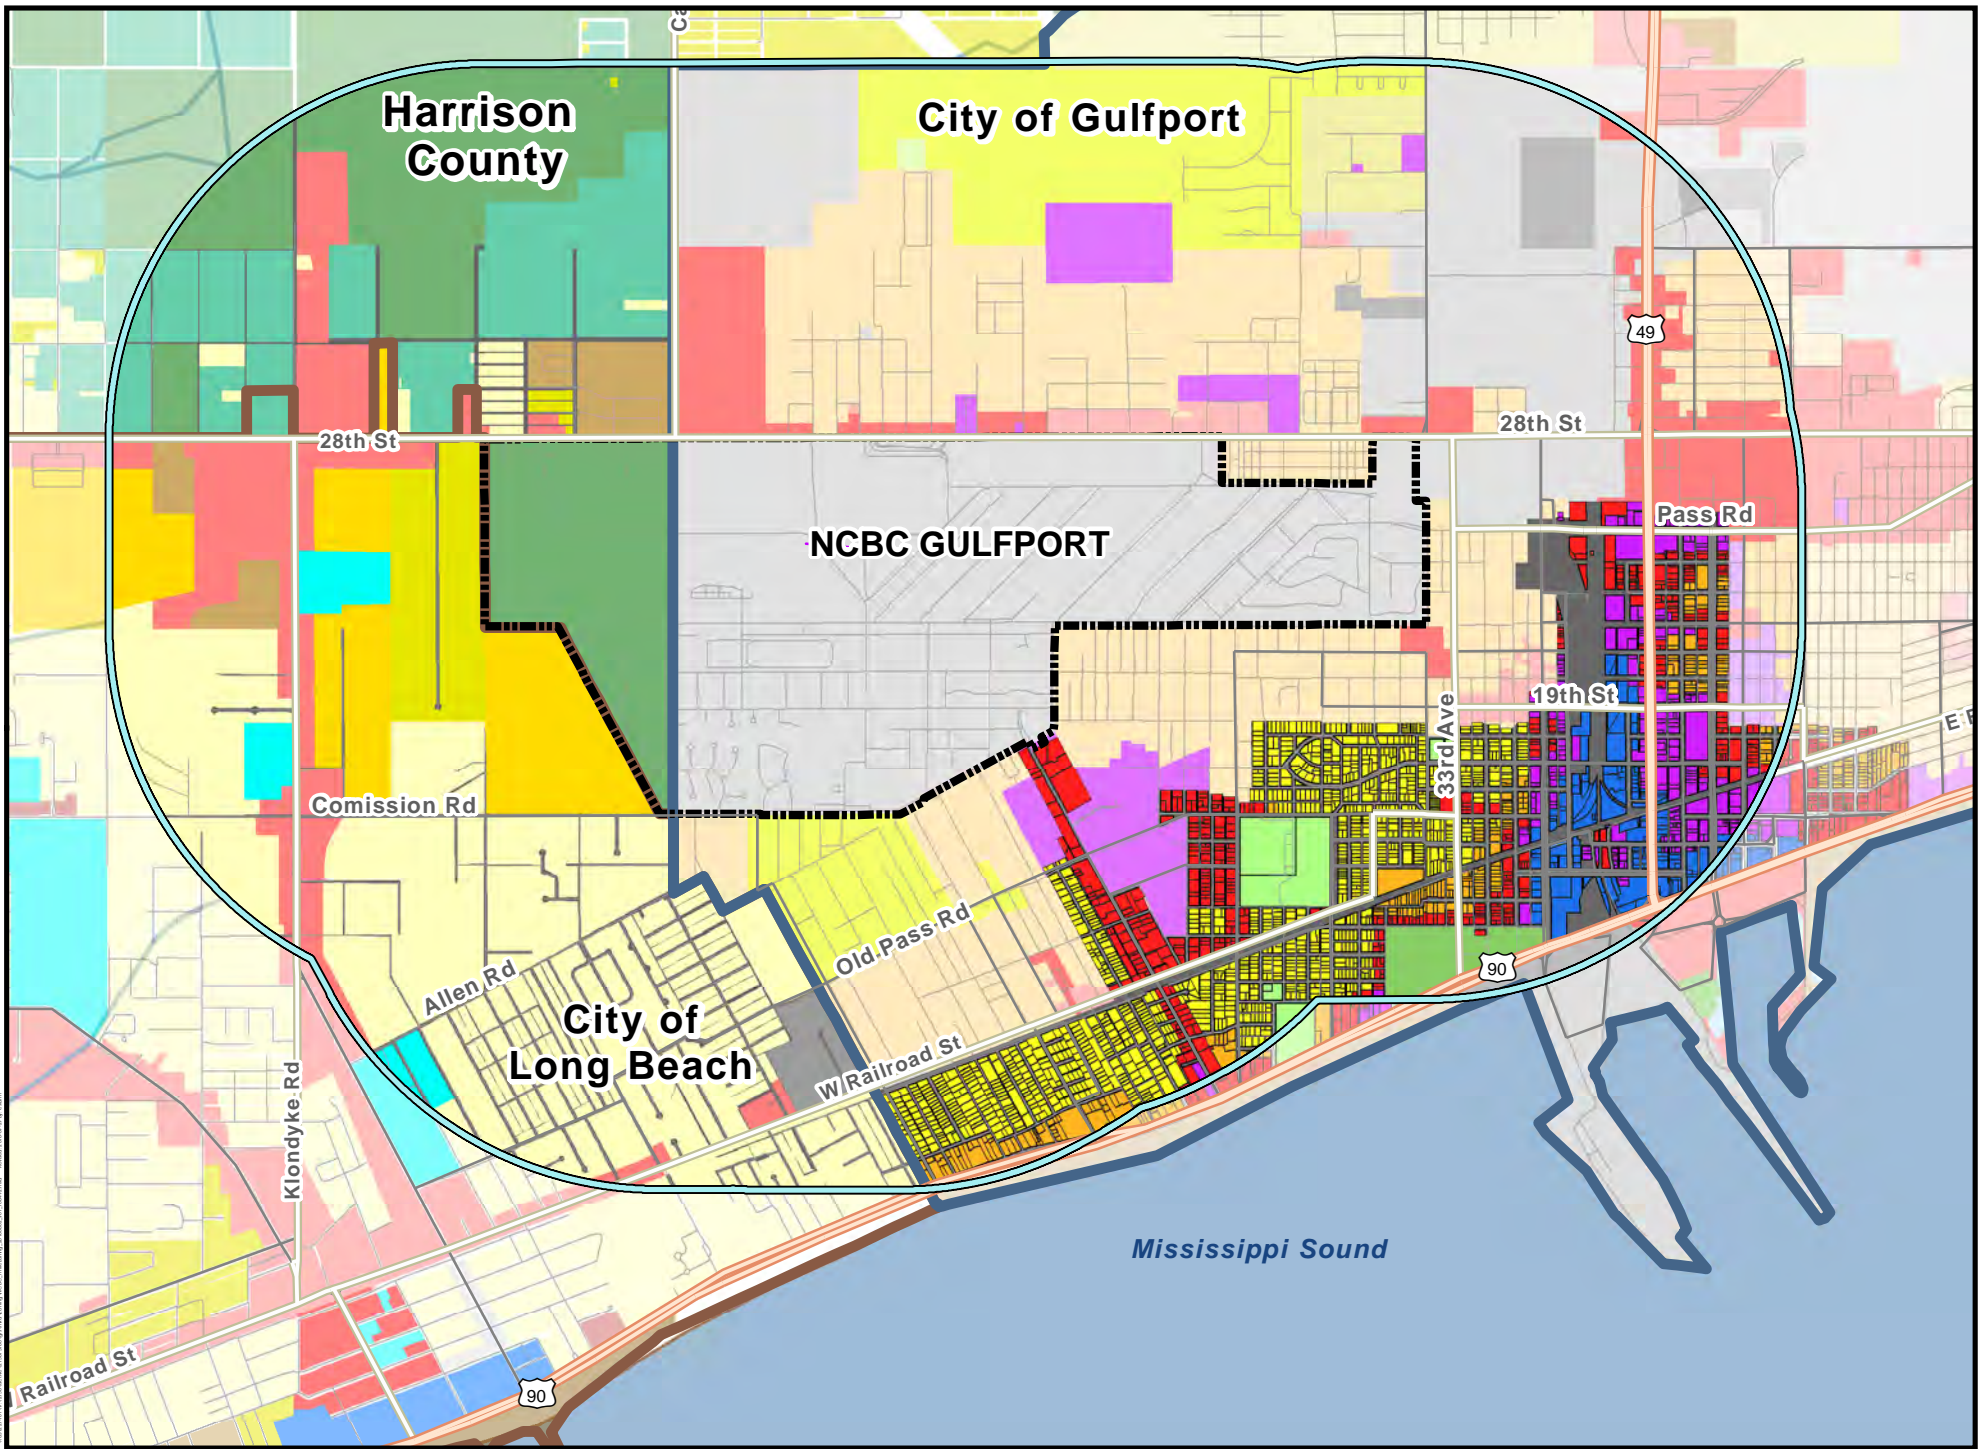 Ca
Harrison
County
City of Gulfport
49
28th St
28th St
Pass Rd
NCBC GULFPORT
19th St
33rd Ave
E
Comission Rd
Old Pass Rd
Allen Rd
90
City of
Long Beach
W Railroad St
Klondyke Rd
Mississippi Sound
Railroad St
90